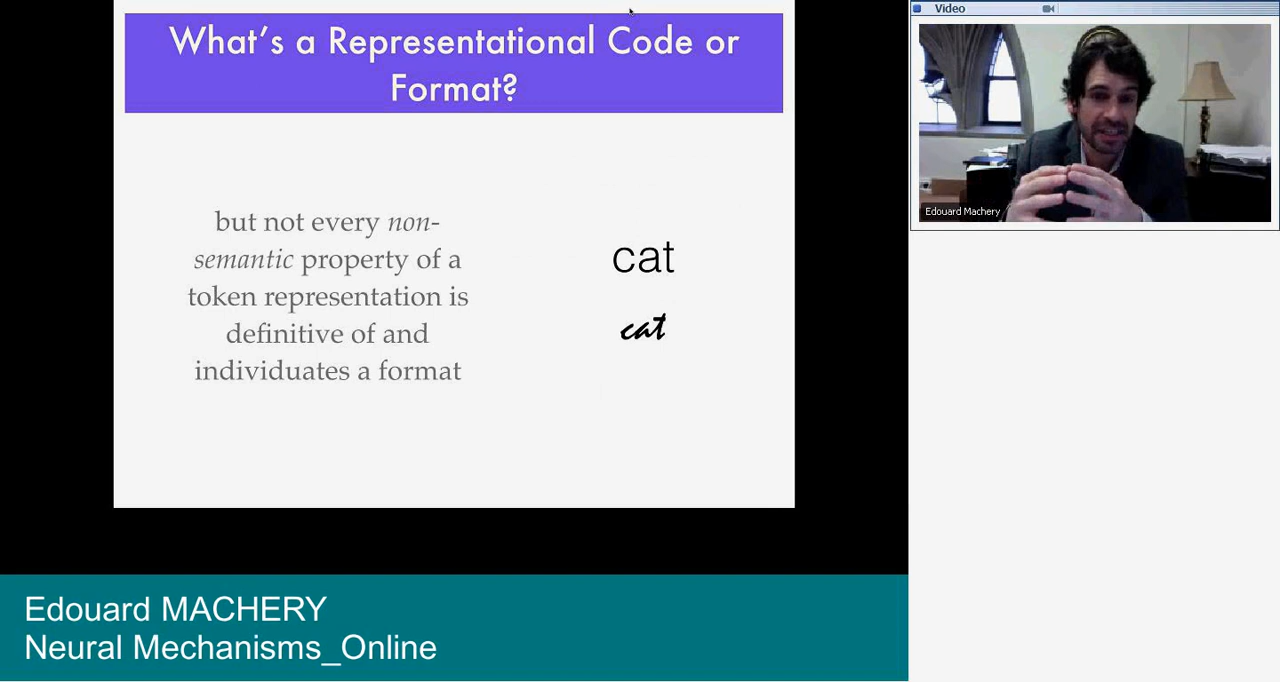 What's a Representational Code or
Format?
but not every non-
semantic property of a
token representation is
definitive of and
individuates a format
cat
cat
Video
Edouard Machery
Edouard MACHERY
Neural Mechanisms_Online